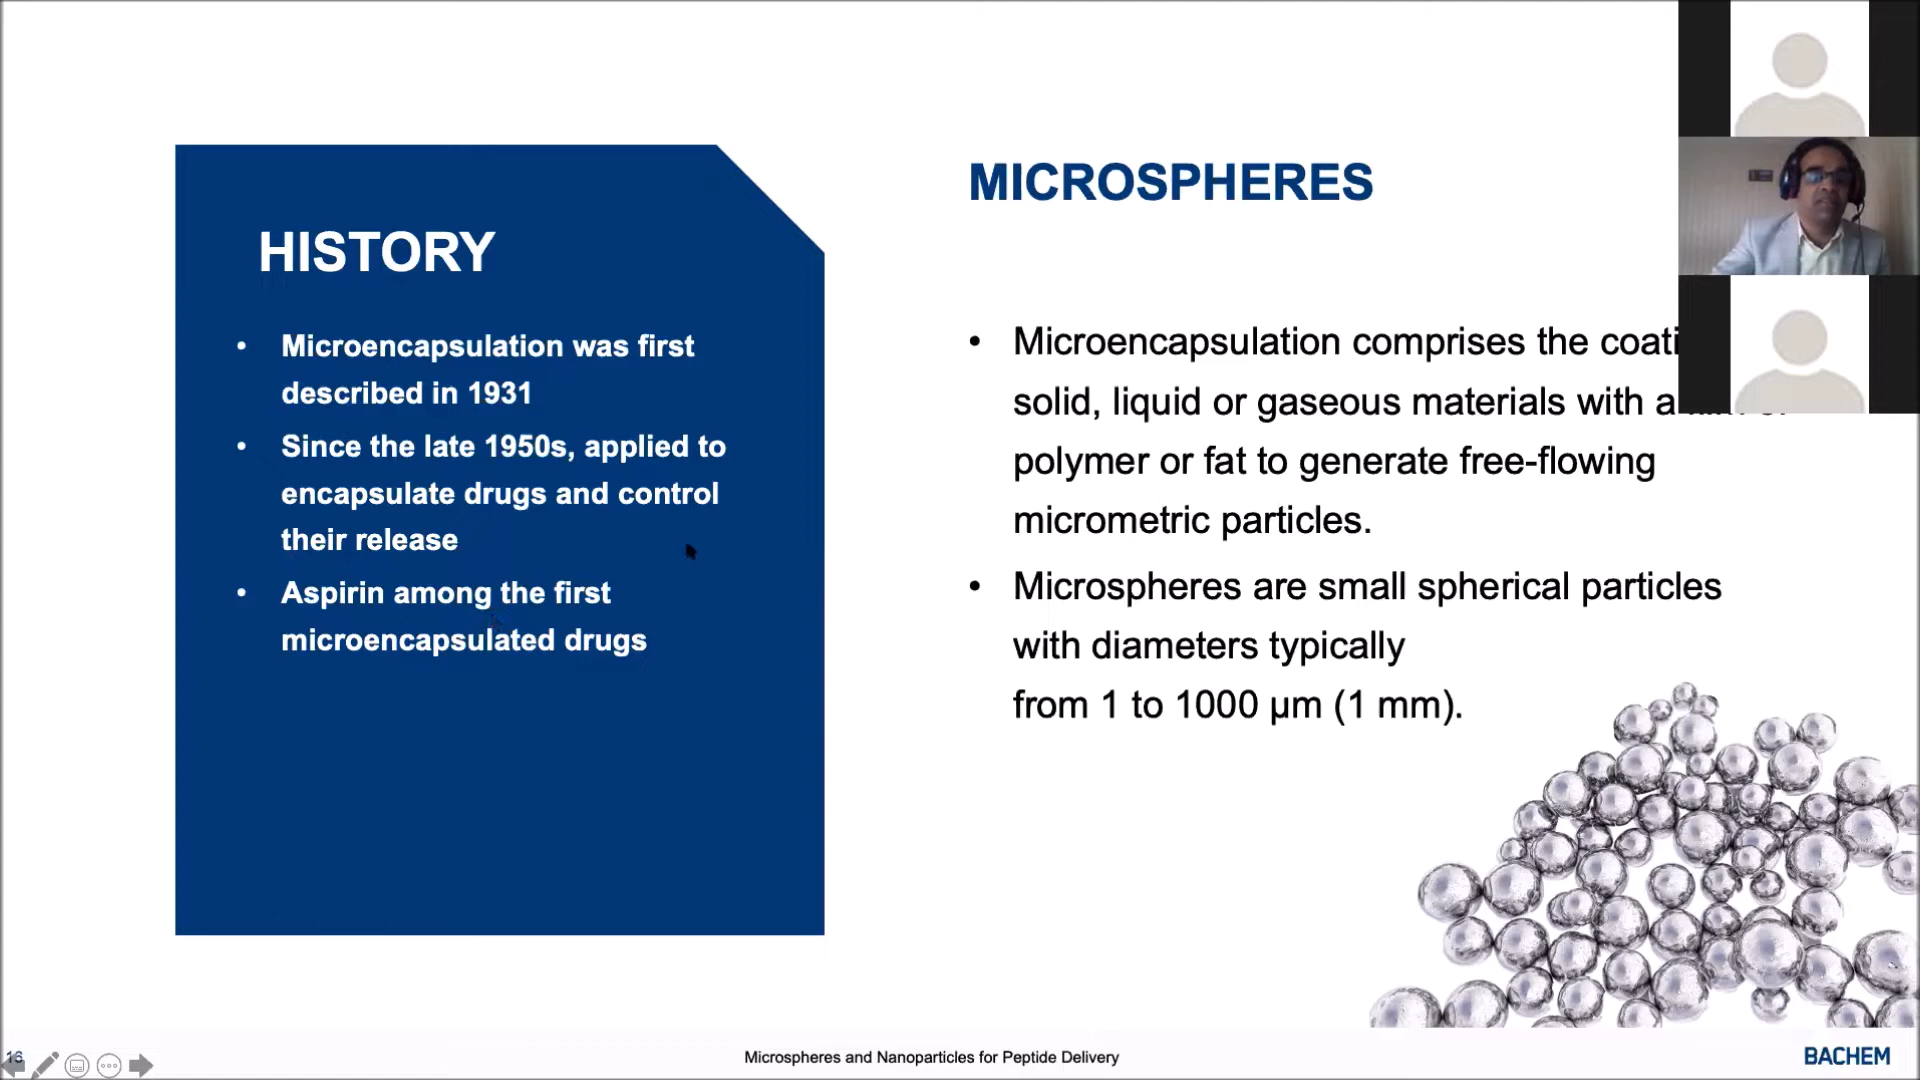 HISTORY
• Microencapsulation was first
described in 1931
• Since the late 1950s, applied to
encapsulate drugs and control
their release
• Aspirin among the first
microencapsulated drugs
MICROSPHERES
• Microencapsulation comprises the
solid, liquid or gaseous materials with a
polymer or fat to generate free-flowing
micrometric particles.
• Microspheres are small spherical particles
with diameters typically
from 1 to 1000 µm (1 mm).
16
Microspheres and Nanoparticles for Peptide Delivery
BACHEM